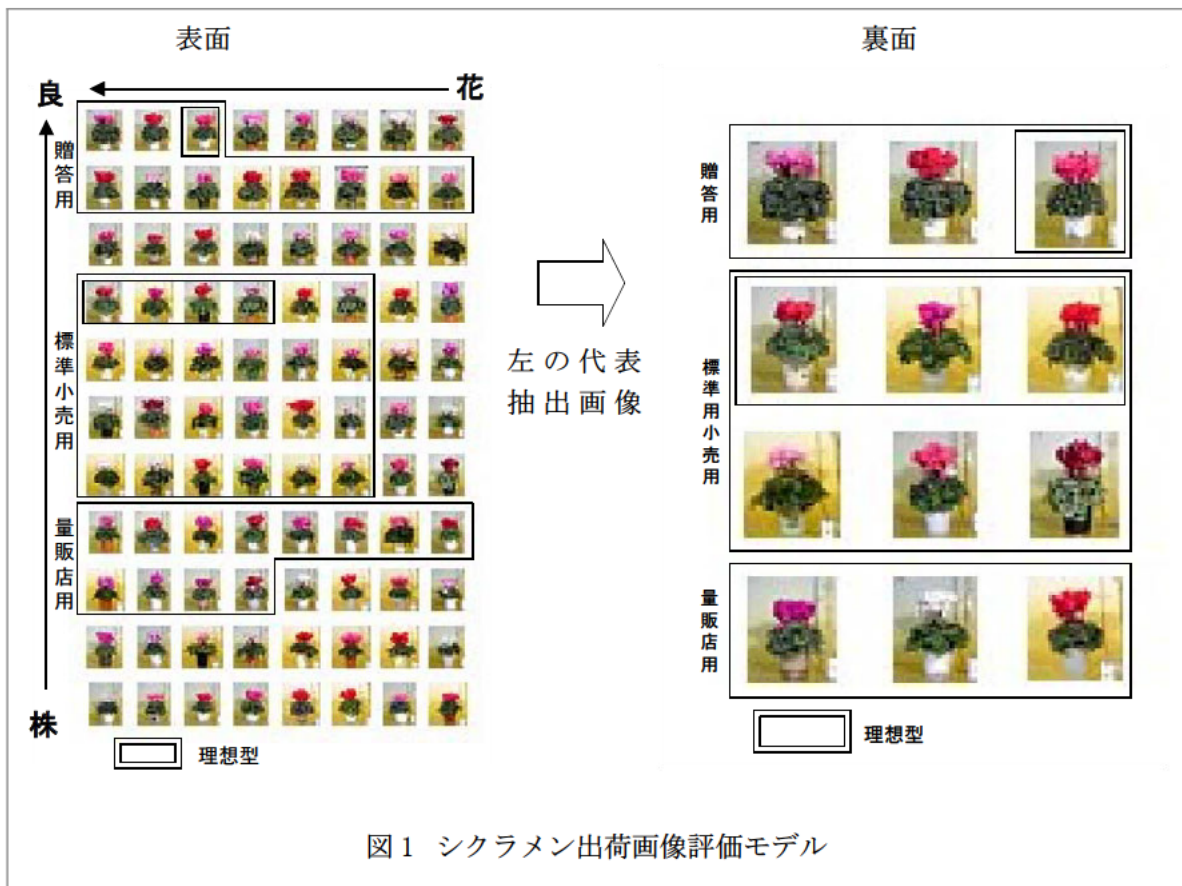 表面
裏面
良
花
贈答用
標準小売用
量販店用
株
理想型
左の代表
抽出画像
贈答用
標準用小売用
量販店用
理想型
図1 シクラメン出荷画像評価モデル